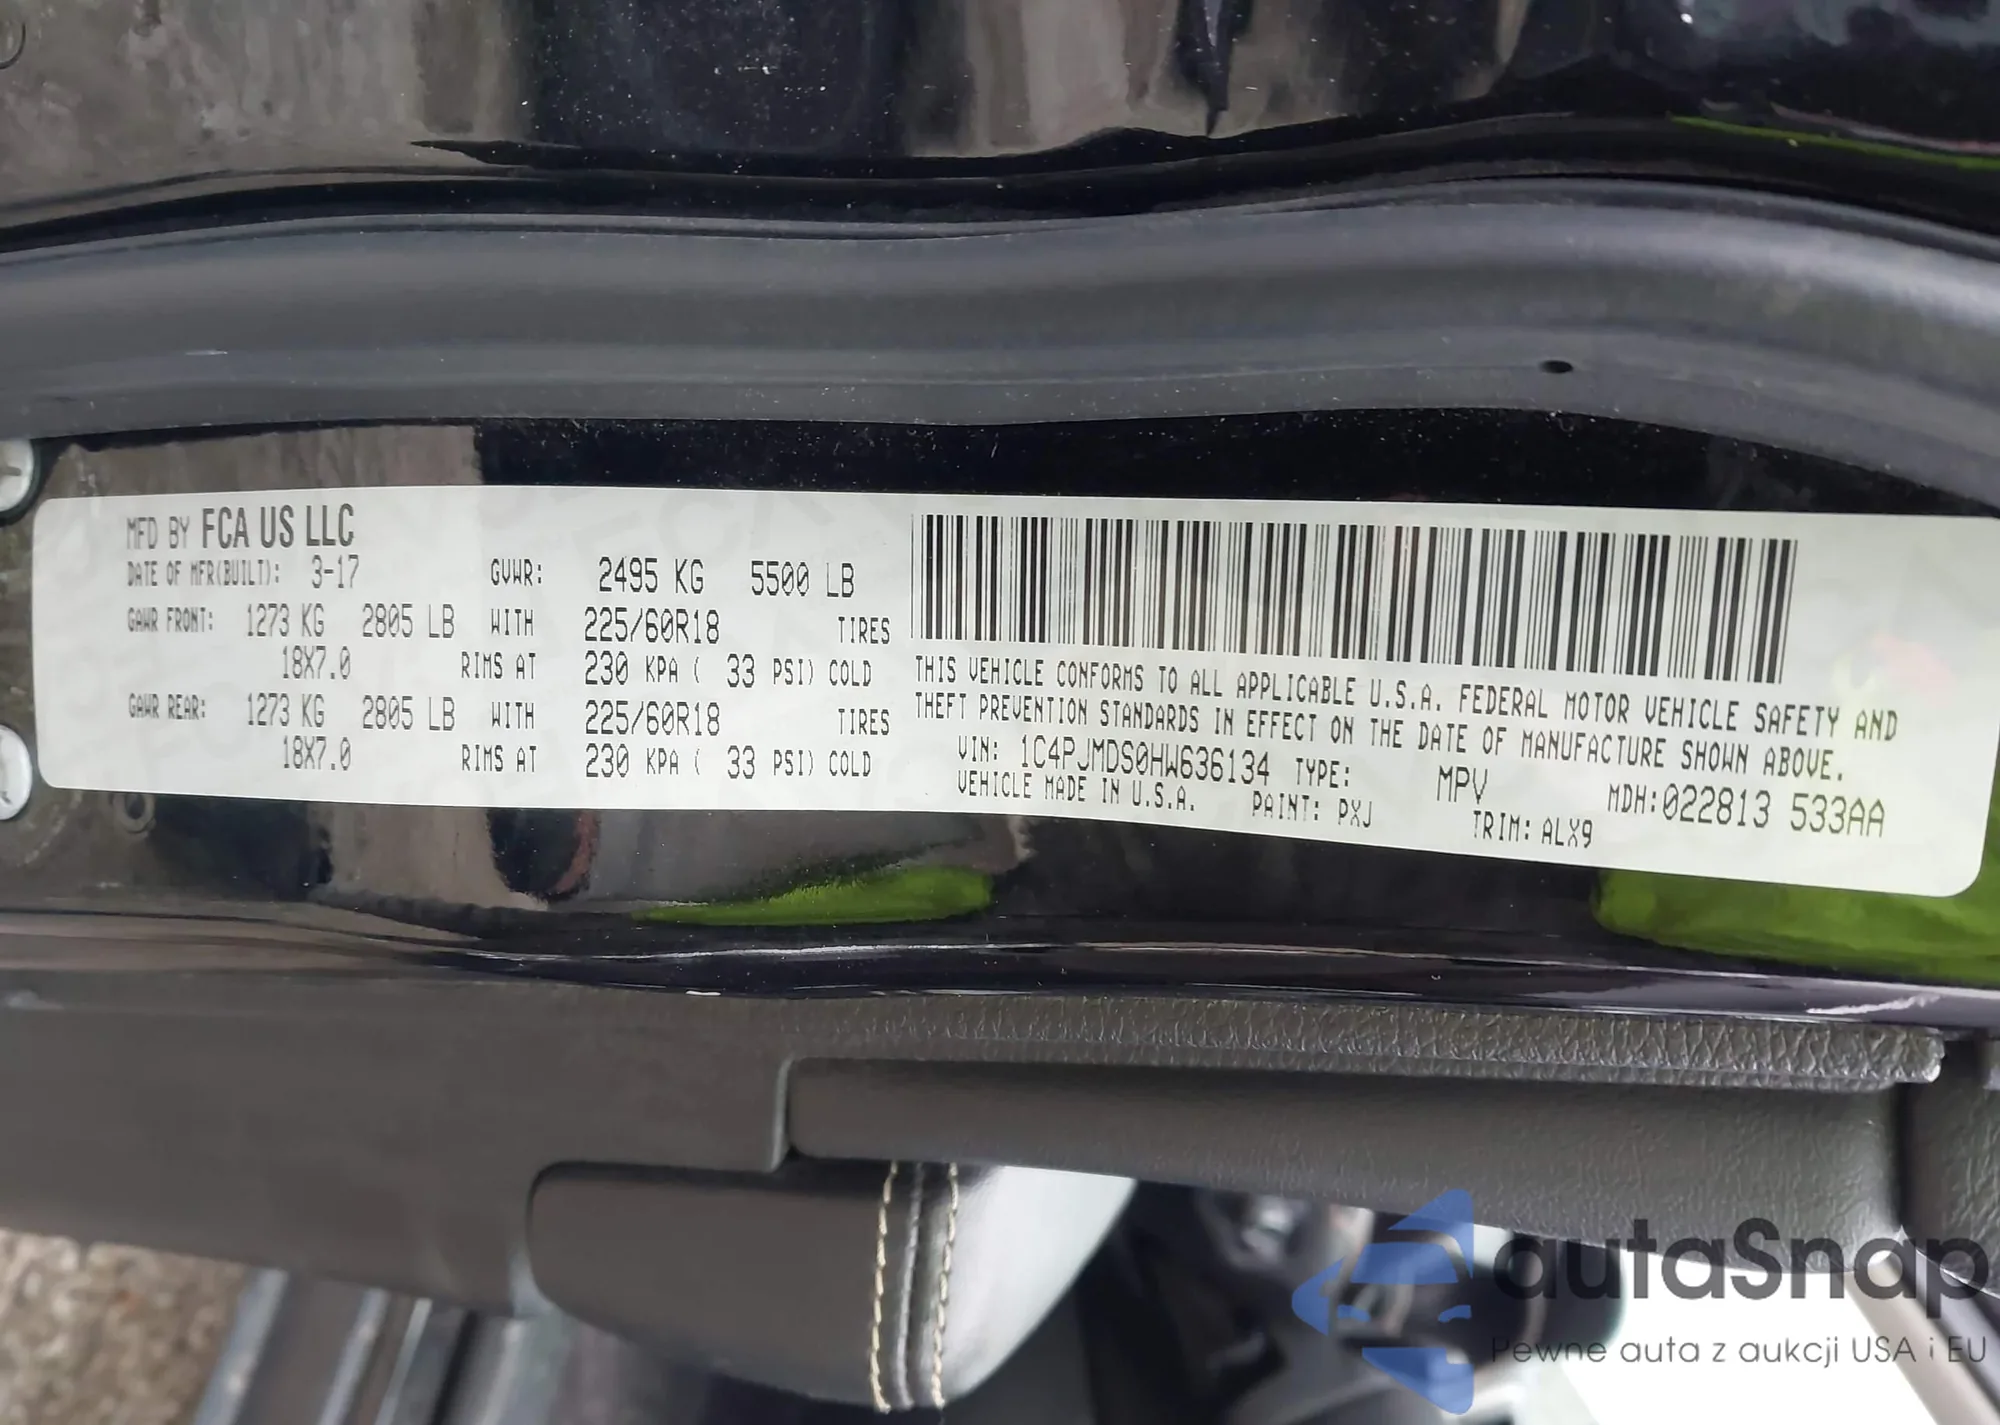 MFD BY FCA US LLC
DATE OF MFR(BUILT): 3-17 GVWR: 2495 KG 5500 LB
GAWR FRONT: 1273 KG 2805 LB WITH 225/60R18 TIRES
18X7.0 RIMS AT 230 KPA ( 33 PSI) COLD
GAWR REAR: 1273 KG 2805 LB WITH 225/60R18 TIRES
18X7.0 RIMS AT 230 KPA ( 33 PSI) COLD
THIS VEHICLE CONFORMS TO ALL APPLICABLE U.S.A. FEDERAL MOTOR VEHICLE SAFETY AND
THEFT PREVENTION STANDARDS IN EFFECT ON THE DATE OF MANUFACTURE SHOWN ABOVE.
VIN: 1C4PJMDS0HW636134 TYPE: MPV MDH:022813 533AA
VEHICLE MADE IN U.S.A. PAINT: PXJ TRIM: ALX9
autaSnap
Pewne auta z aukcji USA i EU